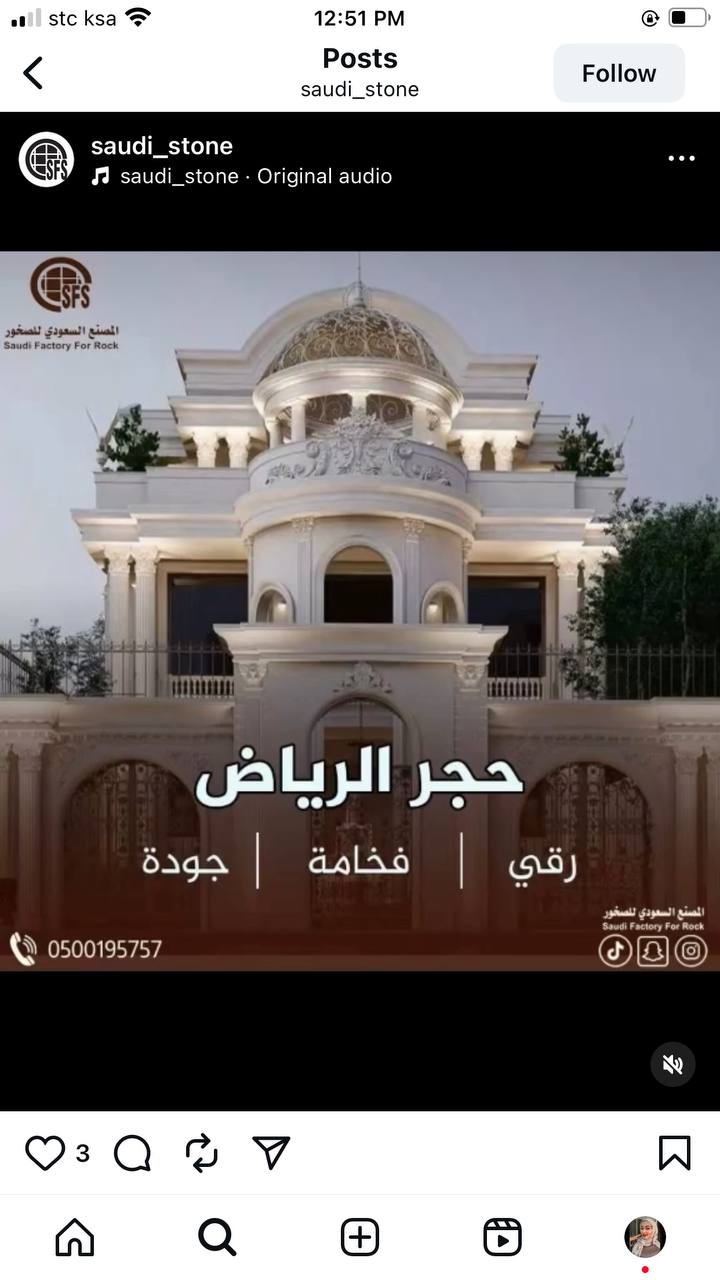 stc ksa
12:51 PM
Posts
saudi_stone
Follow
saudi_stone
saudi_stone · Original audio
SFS
SFS
المصنع السعودي للصخور
Saudi Factory For Rock
حجر الرياض
رقي | فخامة | جودة
0500195757
المصنع السعودي للصخور
Saudi Factory For Rock
3